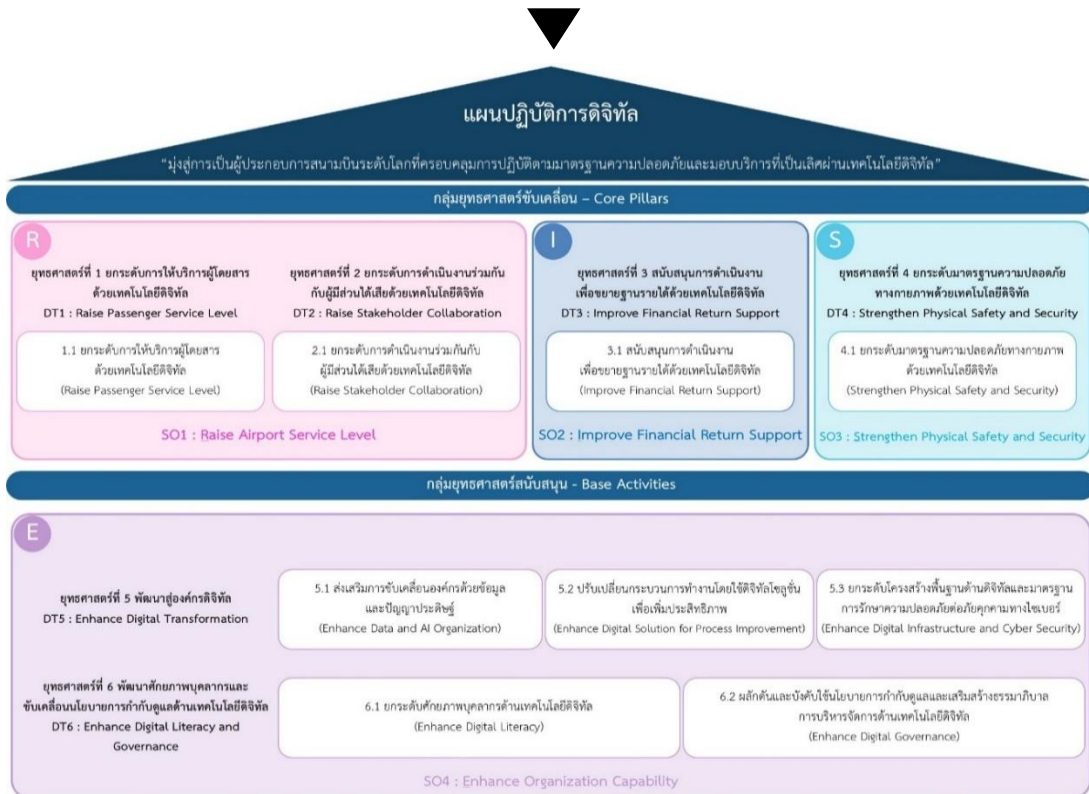 แผนปฏิบัติการดิจิทัล
“มุ่งสู่การเป็นผู้ประกอบการสนามบินระดับโลกที่ครอบคลุมการปฏิบัติตามมาตรฐานความปลอดภัยและมอบบริการที่เป็นเลิศผ่านเทคโนโลยีดิจิทัล”
กลุ่มยุทธศาสตร์ขับเคลื่อน – Core Pillars
R
ยุทธศาสตร์ที่ 1 ยกระดับการให้บริการผู้โดยสาร
ด้วยเทคโนโลยีดิจิทัล
DT1 : Raise Passenger Service Level
1.1 ยกระดับการให้บริการผู้โดยสาร
ด้วยเทคโนโลยีดิจิทัล
(Raise Passenger Service Level)
ยุทธศาสตร์ที่ 2 ยกระดับการดำเนินงานร่วมกัน
กับผู้มีส่วนได้เสียด้วยเทคโนโลยีดิจิทัล
DT2 : Raise Stakeholder Collaboration
2.1 ยกระดับการดำเนินงานร่วมกันกับ
ผู้มีส่วนได้เสียด้วยเทคโนโลยีดิจิทัล
(Raise Stakeholder Collaboration)
SO1 : Raise Airport Service Level
I
ยุทธศาสตร์ที่ 3 สนับสนุนการดำเนินงาน
เพื่อขยายฐานรายได้ด้วยเทคโนโลยีดิจิทัล
DT3 : Improve Financial Return Support
3.1 สนับสนุนการดำเนินงาน
เพื่อขยายฐานรายได้ด้วยเทคโนโลยีดิจิทัล
(Improve Financial Return Support)
SO2 : Improve Financial Return Support
S
ยุทธศาสตร์ที่ 4 ยกระดับมาตรฐานความปลอดภัย
ทางกายภาพด้วยเทคโนโลยีดิจิทัล
DT4 : Strengthen Physical Safety and Security
4.1 ยกระดับมาตรฐานความปลอดภัยทางกายภาพ
ด้วยเทคโนโลยีดิจิทัล
(Strengthen Physical Safety and Security)
SO3 : Strengthen Physical Safety and Security
กลุ่มยุทธศาสตร์สนับสนุน - Base Activities
E
ยุทธศาสตร์ที่ 5 พัฒนาสู่องค์กรดิจิทัล
DT5 : Enhance Digital Transformation
5.1 ส่งเสริมการขับเคลื่อนองค์กรด้วยข้อมูล
และปัญญาประดิษฐ์
(Enhance Data and AI Organization)
5.2 ปรับเปลี่ยนกระบวนการทำงานโดยใช้ดิจิทัลโซลูชั่น
เพื่อเพิ่มประสิทธิภาพ
(Enhance Digital Solution for Process Improvement)
5.3 ยกระดับโครงสร้างพื้นฐานด้านดิจิทัลและมาตรฐาน
การรักษาความปลอดภัยต่อภัยคุกคามทางไซเบอร์
(Enhance Digital Infrastructure and Cyber Security)
ยุทธศาสตร์ที่ 6 พัฒนาศักยภาพบุคลากรและ
ขับเคลื่อนนโยบายการกำกับดูแลด้านเทคโนโลยีดิจิทัล
DT6 : Enhance Digital Literacy and
Governance
6.1 ยกระดับศักยภาพบุคลากรด้านเทคโนโลยีดิจิทัล
(Enhance Digital Literacy)
6.2 ผลักดันและบังคับใช้นโยบายการกำกับดูแลและเสริมสร้างธรรมาภิบาล
การบริหารจัดการด้านเทคโนโลยีดิจิทัล
(Enhance Digital Governance)
SO4 : Enhance Organization Capability